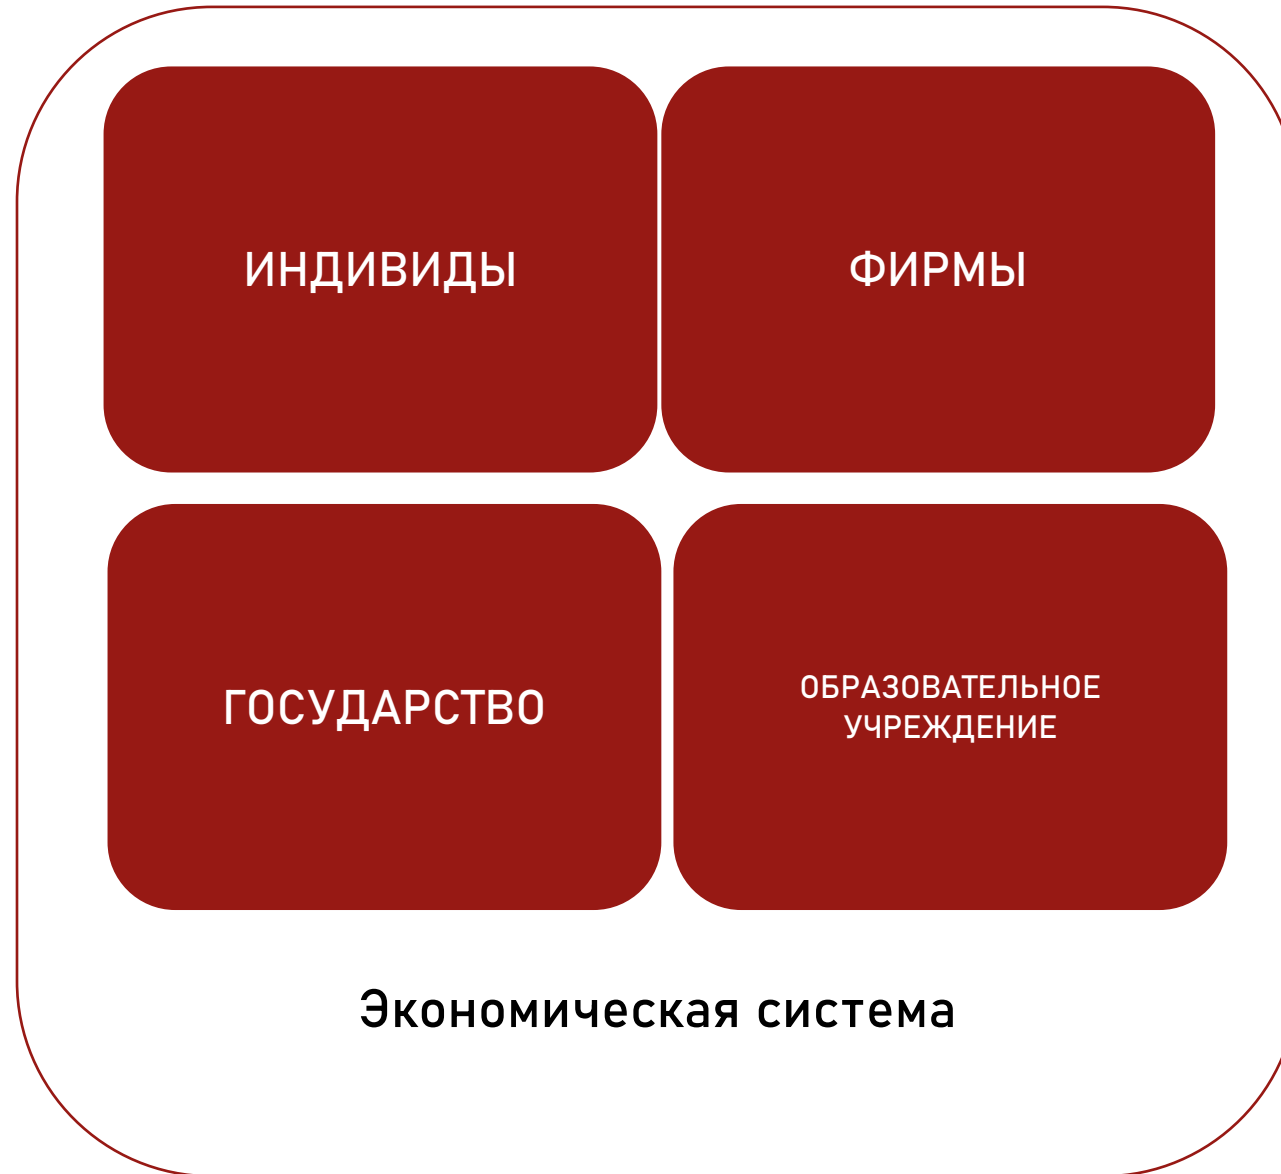 ИНДИВИДЫ
ФИРМЫ
ГОСУДАРСТВО
ОБРАЗОВАТЕЛЬНОЕ
УЧРЕЖДЕНИЕ
Экономическая система